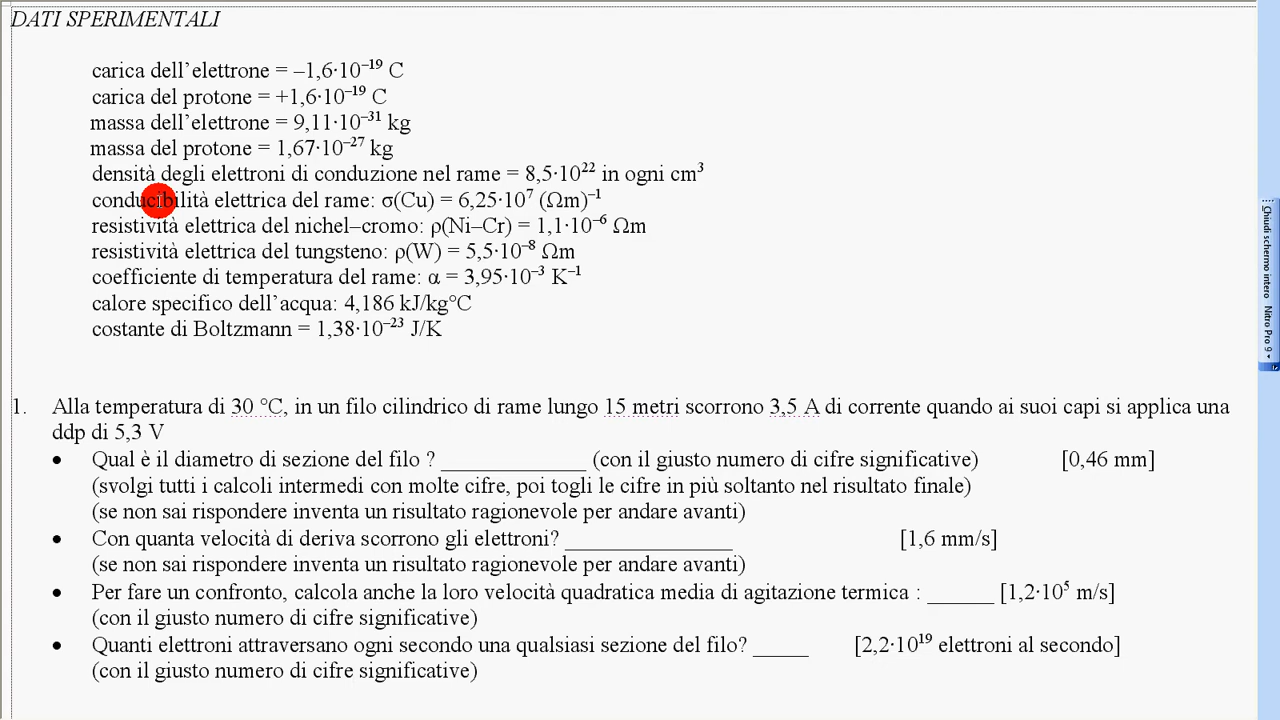 DATI SPERIMENTALI
carica dell'elettrone = –1,6·10⁻¹⁹ C
carica del protone = +1,6·10⁻¹⁹ C
massa dell'elettrone = 9,11·10⁻³¹ kg
massa del protone = 1,67·10⁻²⁷ kg
densità degli elettroni di conduzione nel rame = 8,5·10²² in ogni cm³
conducibilità elettrica del rame: σ(Cu) = 6,25·10⁷ (Ωm)⁻¹
resistività elettrica del nichel–cromo: ρ(Ni–Cr) = 1,1·10⁻⁶ Ωm
resistività elettrica del tungsteno: ρ(W) = 5,5·10⁻⁸ Ωm
coefficiente di temperatura del rame: α = 3,95·10⁻³ K⁻¹
calore specifico dell'acqua: 4,186 kJ/kg°C
costante di Boltzmann = 1,38·10⁻²³ J/K
1. Alla temperatura di 30 °C, in un filo cilindrico di rame lungo 15 metri scorrono 3,5 A di corrente quando ai suoi capi si applica una
ddp di 5,3 V
• Qual è il diametro di sezione del filo ? _____________ (con il giusto numero di cifre significative) [0,46 mm]
(svolgi tutti i calcoli intermedi con molte cifre, poi togli le cifre in più soltanto nel risultato finale)
(se non sai rispondere inventa un risultato ragionevole per andare avanti)
• Con quanta velocità di deriva scorrono gli elettroni? _______________ [1,6 mm/s]
(se non sai rispondere inventa un risultato ragionevole per andare avanti)
• Per fare un confronto, calcola anche la loro velocità quadratica media di agitazione termica : ______ [1,2·10⁵ m/s]
(con il giusto numero di cifre significative)
• Quanti elettroni attraversano ogni secondo una qualsiasi sezione del filo? _____ [2,2·10¹⁹ elettroni al secondo]
(con il giusto numero di cifre significative)
Chiudi schermo intero Nitro Pro 9